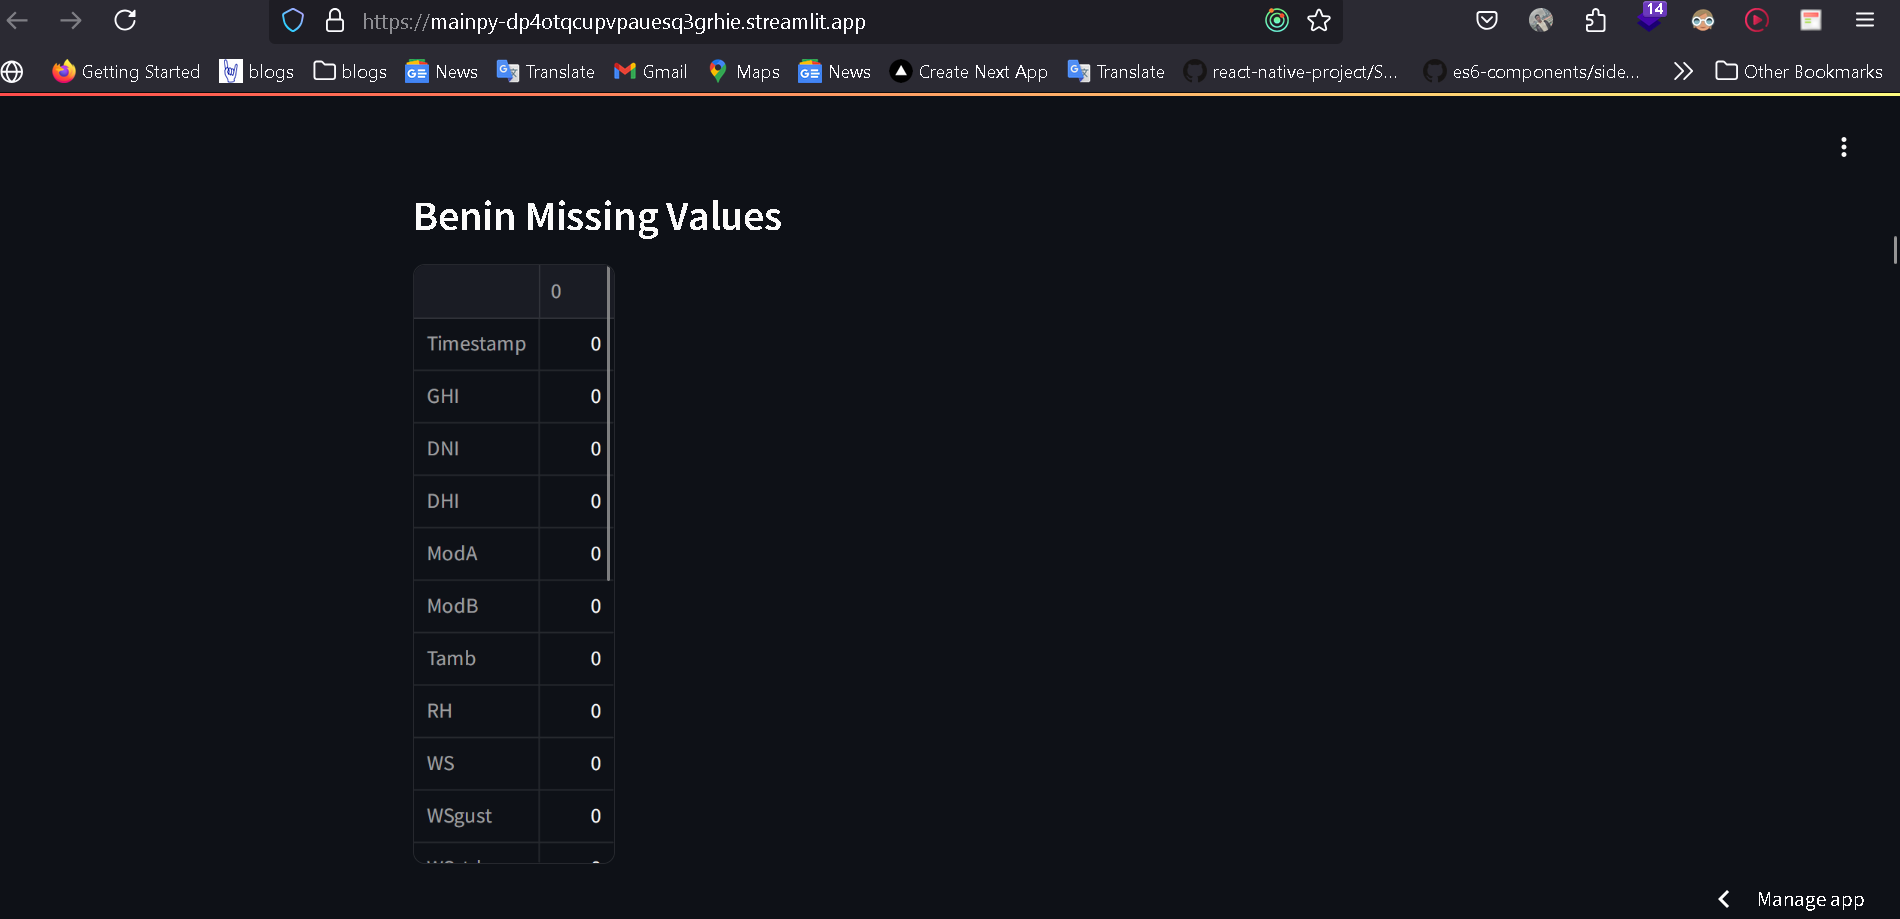 https://mainpy-dp4otqcupvpauesq3grhie.streamlit.app
14
Getting Started blogs blogs News Translate Gmail Maps News Create Next App Translate react-native-project/S... es6-components/side... Other Bookmarks
Benin Missing Values
0
Timestamp 0
GHI 0
DNI 0
DHI 0
ModA 0
ModB 0
Tamb 0
RH 0
WS 0
WSgust 0
Manage app